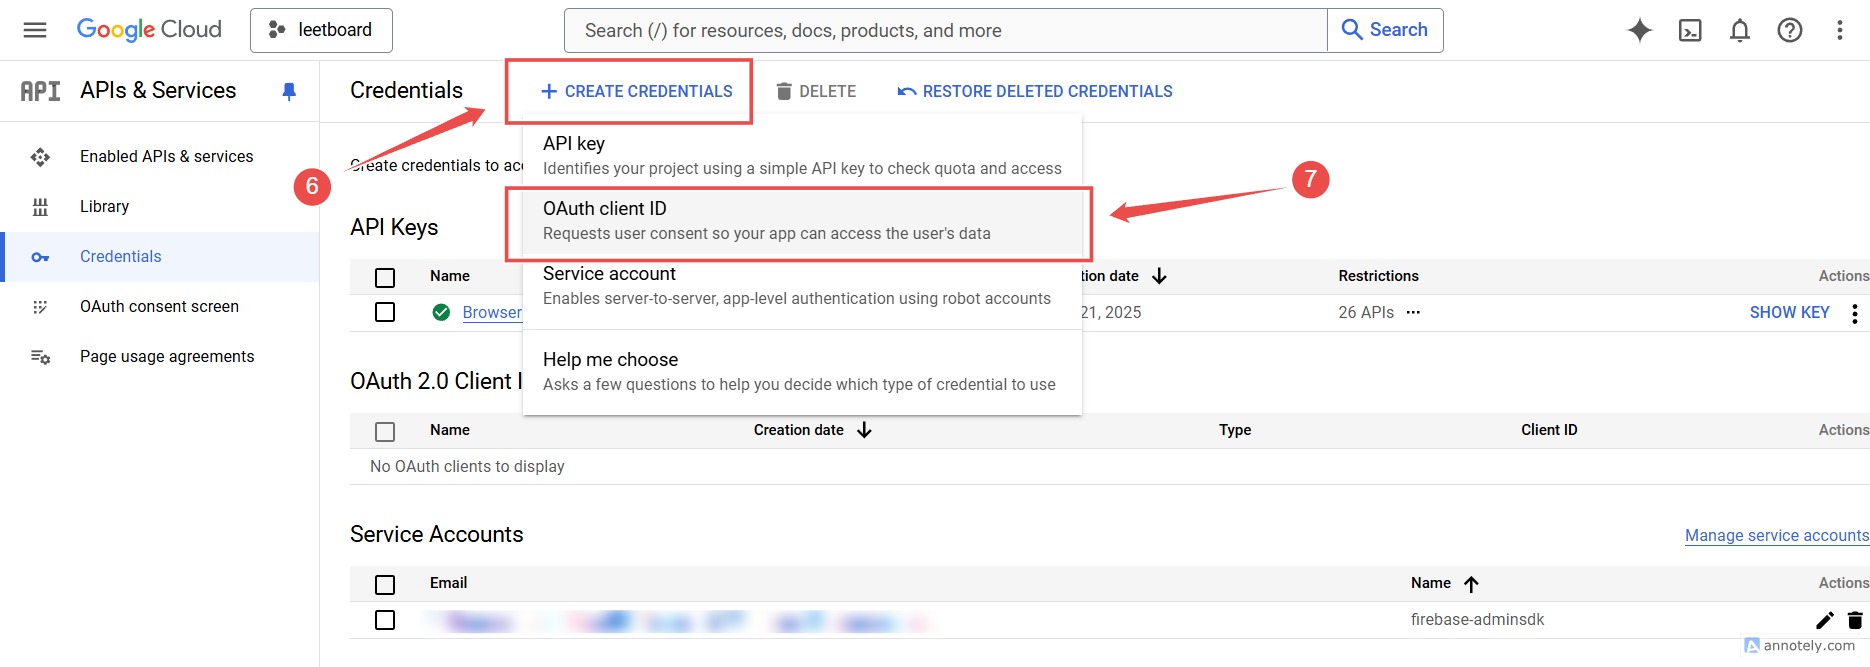 Google Cloud
leetboard
Search (/) for resources, docs, products, and more
Search
API
APIs & Services
Credentials
CREATE CREDENTIALS
DELETE
RESTORE DELETED CREDENTIALS
Enabled APIs & services
Library
Credentials
OAuth consent screen
Page usage agreements
6
7
Create credentials to
API key
Identifies your project using a simple API key to check quota and access
OAuth client ID
Requests user consent so your app can access the user's data
Service account
Enables server-to-server, app-level authentication using robot accounts
Help me choose
Asks a few questions to help you decide which type of credential to use
API Keys
Name
tion date
Restrictions
Actions
Browser
21, 2025
26 APIs
SHOW KEY
OAuth 2.0 Client I
Name
Creation date
Type
Client ID
Actions
No OAuth clients to display
Service Accounts
Manage service accounts
Email
Name
Actions
firebase-adminsdk
annotely.com